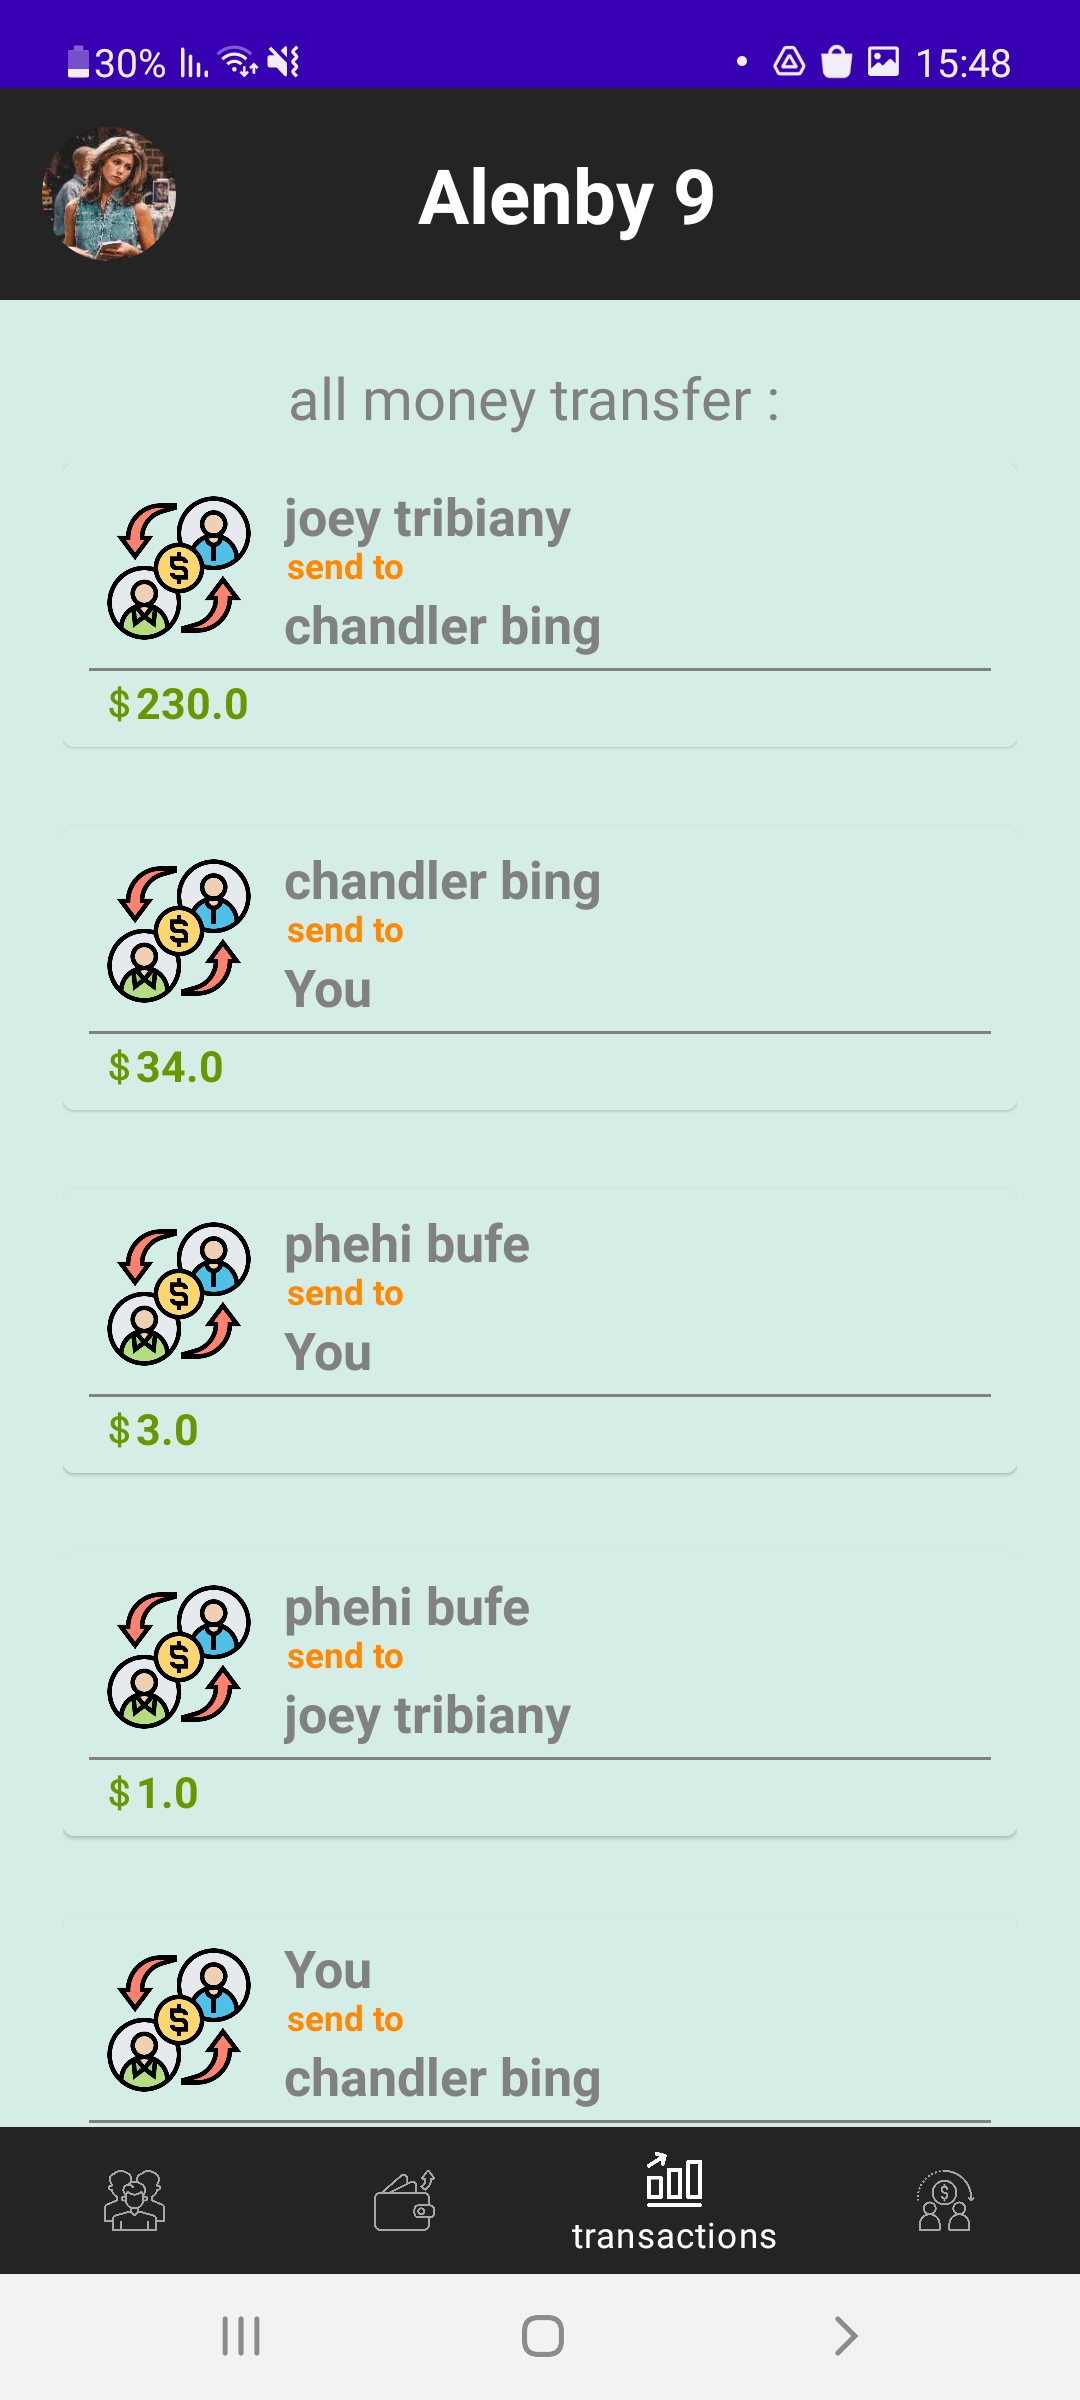 30% 15:48
Alenby 9
all money transfer :
joey tribiany
send to
chandler bing
$ 230.0
chandler bing
send to
You
$ 34.0
phehi bufe
send to
You
$ 3.0
phehi bufe
send to
joey tribiany
$ 1.0
You
send to
chandler bing
transactions